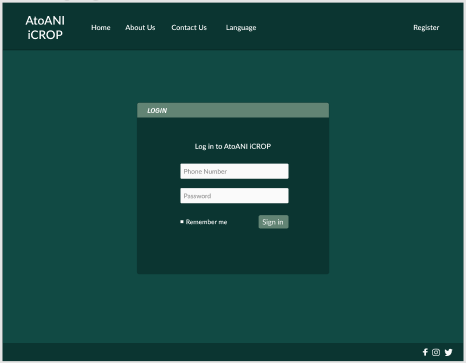 AtoANI
iCROP
Home About Us Contact Us Language Register
LOGIN
Log in to AtoANI iCROP
Phone Number
Password
Remember me Sign in